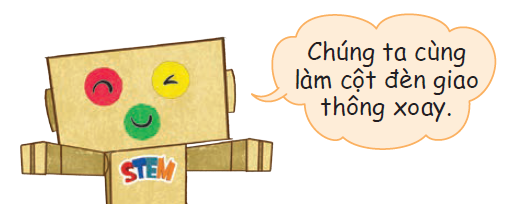 Chúng ta cùng
làm cột đèn giao
thông xoay.
STEM